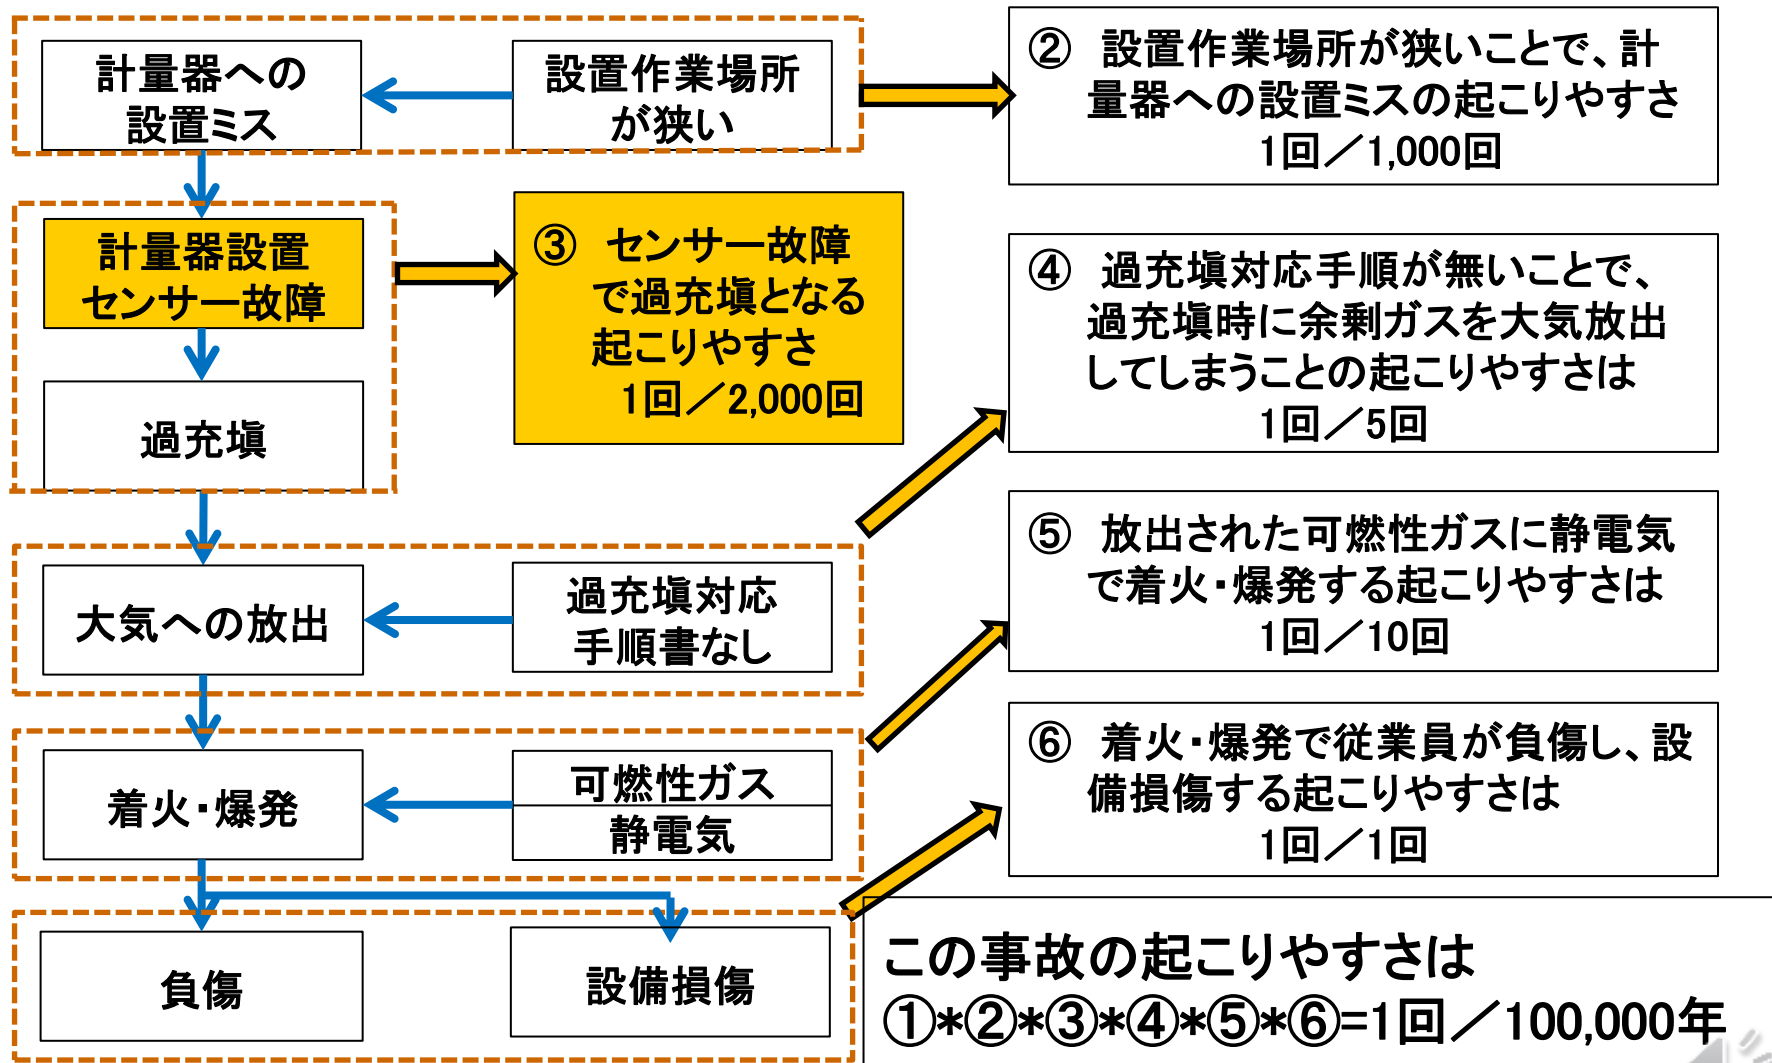 計量器への
設置ミス
設置作業場所
が狭い
② 設置作業場所が狭いことで、計
量器への設置ミスの起こりやすさ
1回／1,000回
計量器設置
センサー故障
過充塡
③ センサー故障
で過充塡となる
起こりやすさ
1回／2,000回
④ 過充塡対応手順が無いことで、
過充塡時に余剰ガスを大気放出
してしまうことの起こりやすさは
1回／5回
大気への放出
過充塡対応
手順書なし
⑤ 放出された可燃性ガスに静電気
で着火・爆発する起こりやすさは
1回／10回
着火・爆発
可燃性ガス
静電気
⑥ 着火・爆発で従業員が負傷し、設
備損傷する起こりやすさは
1回／1回
負傷
設備損傷
この事故の起こりやすさは
①*②*③*④*⑤*⑥=1回／100,000年